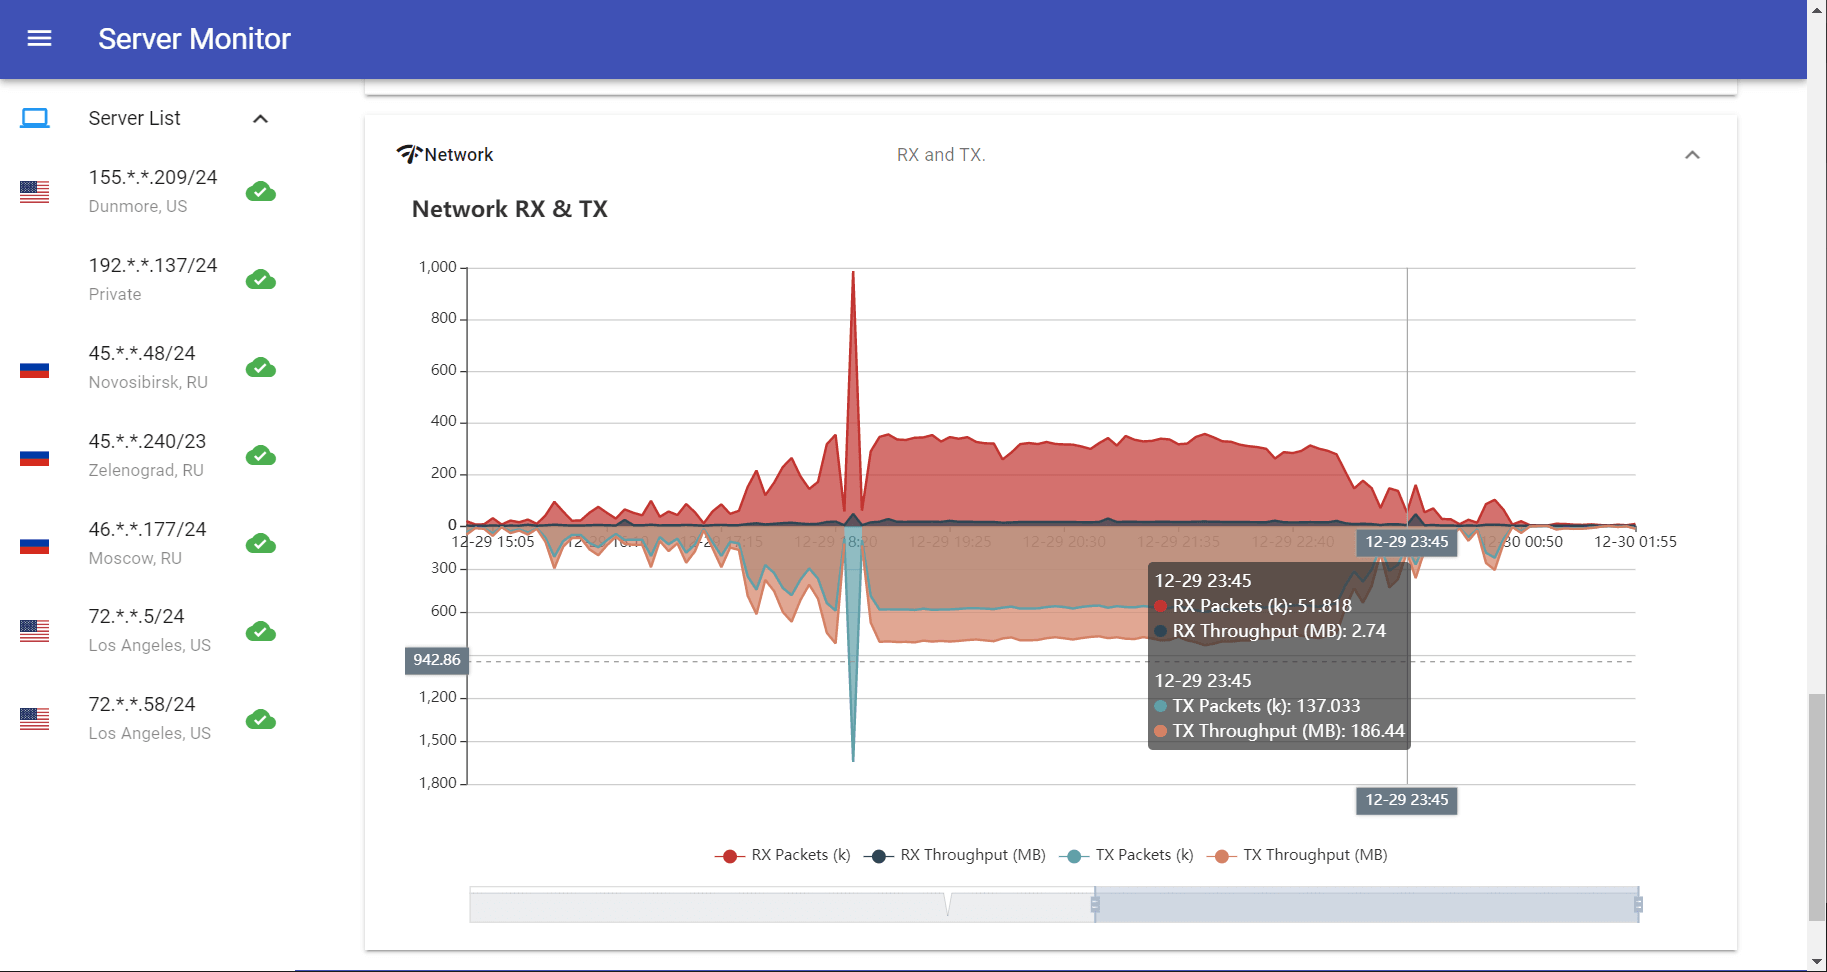 Server Monitor
Server List
155.*.*.209/24
Dunmore, US
192.*.*.137/24
Private
45.*.*.48/24
Novosibirsk, RU
45.*.*.240/23
Zelenograd, RU
46.*.*.177/24
Moscow, RU
72.*.*.5/24
Los Angeles, US
72.*.*.58/24
Los Angeles, US
Network
RX and TX.
Network RX & TX
1,000
800
600
400
200
0
12-29 15:05
12-29 19:25
12-29 20:30
12-29 21:35
12-29 22:40
12-29 23:45
00:50
12-30 01:55
300
600
942.86
1,200
1,500
1,800
12-29 23:45
RX Packets (k): 51.818
RX Throughput (MB): 2.74
12-29 23:45
TX Packets (k): 137.033
TX Throughput (MB): 186.44
12-29 23:45
RX Packets (k)
RX Throughput (MB)
TX Packets (k)
TX Throughput (MB)